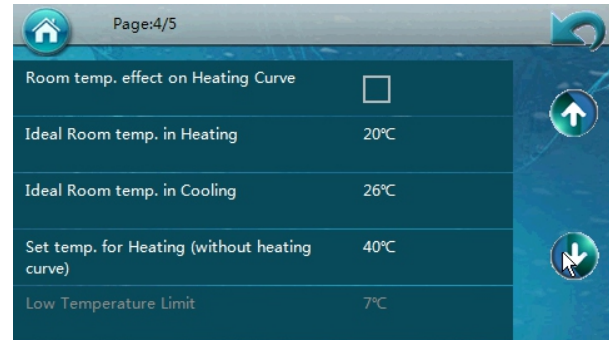 Page:4/5
Room temp. effect on Heating Curve
Ideal Room temp. in Heating 20℃
Ideal Room temp. in Cooling 26℃
Set temp. for Heating (without heating 40℃
curve)
Low Temperature Limit 7℃